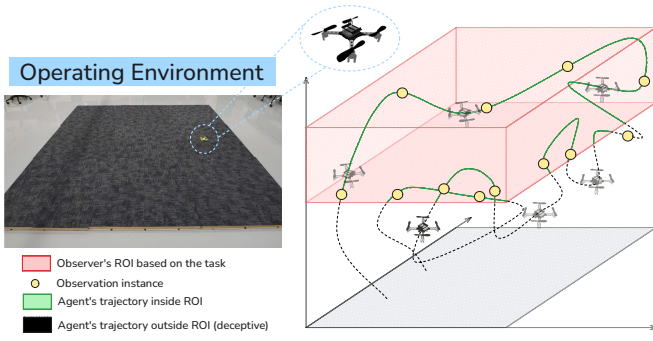 Operating Environment
Observer's ROI based on the task
Observation instance
Agent's trajectory inside ROI
Agent's trajectory outside ROI (deceptive)